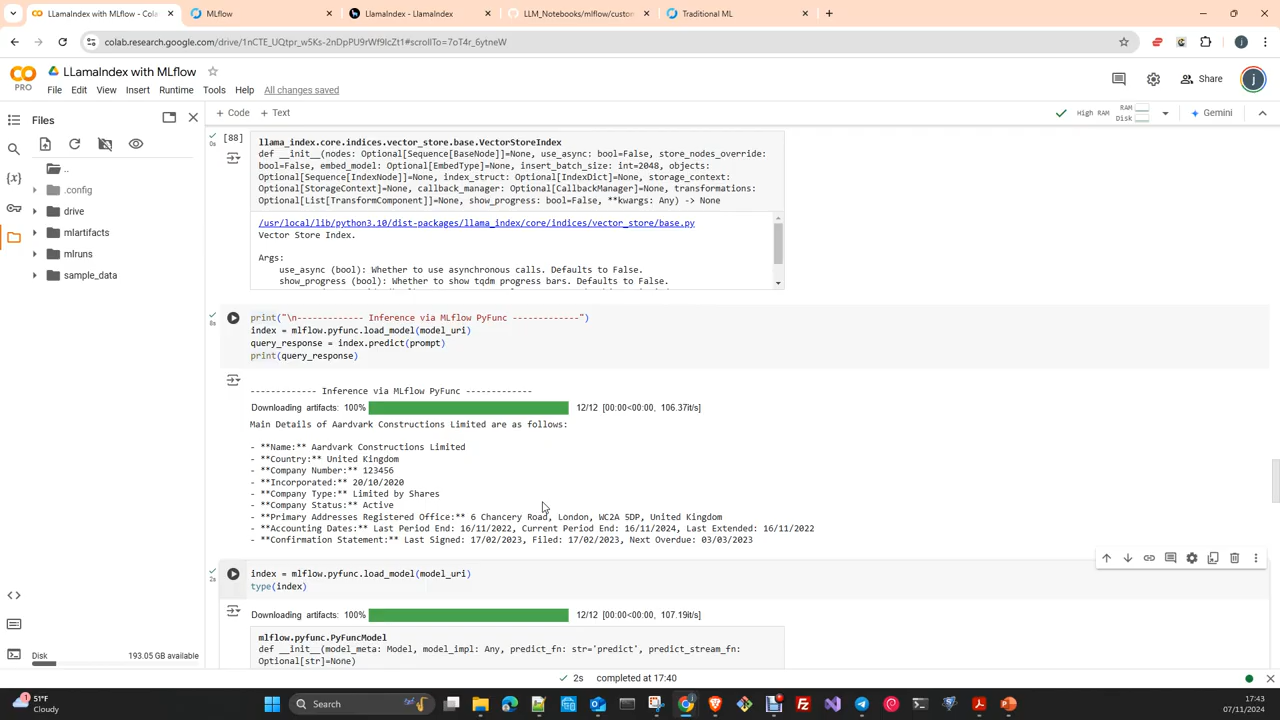 LLamaIndex with MLflow - Cola
MLflow
LlamaIndex - LlamaIndex
LLM_Notebooks/mlflow/custom
Traditional ML
colab.research.google.com/drive/1nCTE_UQtpr_w5Ks-2nDpPU9rWf9IcZt1#scrollTo=7oT4r_6ytneW
LLamaIndex with MLflow
PRO
File Edit View Insert Runtime Tools Help All changes saved
Share
j
Files
+ Code + Text
High RAM
RAM
Disk
Gemini
..
.config
drive
mlartifacts
mlruns
sample_data
[88]
0s
llama_index.core.indices.vector_store.base.VectorStoreIndex
def __init__(nodes: Optional[Sequence[BaseNode]]=None, use_async: bool=False, store_nodes_override:
bool=False, embed_model: Optional[EmbedType]=None, insert_batch_size: int=2048, objects:
Optional[Sequence[IndexNode]]=None, index_struct: Optional[IndexDict]=None, storage_context:
Optional[StorageContext]=None, callback_manager: Optional[CallbackManager]=None, transformations:
Optional[List[TransformComponent]]=None, show_progress: bool=False, **kwargs: Any) -> None
/usr/local/lib/python3.10/dist-packages/llama_index/core/indices/vector_store/base.py
Vector Store Index.
Args:
use_async (bool): Whether to use asynchronous calls. Defaults to False.
show_progress (bool): Whether to show tqdm progress bars. Defaults to False.
8s
print("\n------------- Inference via MLflow PyFunc -------------")
index = mlflow.pyfunc.load_model(model_uri)
query_response = index.predict(prompt)
print(query_response)
------------- Inference via MLflow PyFunc -------------
Downloading artifacts: 100% 12/12 [00:00<00:00, 106.37it/s]
Main Details of Aardvark Constructions Limited are as follows:
- **Name:** Aardvark Constructions Limited
- **Country:** United Kingdom
- **Company Number:** 123456
- **Incorporated:** 20/10/2020
- **Company Type:** Limited by Shares
- **Company Status:** Active
- **Primary Addresses Registered Office:** 6 Chancery Road, London, WC2A 5DP, United Kingdom
- **Accounting Dates:** Last Period End: 16/11/2022, Current Period End: 16/11/2024, Last Extended: 16/11/2022
- **Confirmation Statement:** Last Signed: 17/02/2023, Filed: 17/02/2023, Next Overdue: 03/03/2023
2s
index = mlflow.pyfunc.load_model(model_uri)
type(index)
Downloading artifacts: 100% 12/12 [00:00<00:00, 107.19it/s]
mlflow.pyfunc.PyFuncModel
def __init__(model_meta: Model, model_impl: Any, predict_fn: str='predict', predict_stream_fn:
Optional[str]=None)
Disk 193.05 GB available
2s completed at 17:40
51°F
Cloudy
Search
17:43
07/11/2024